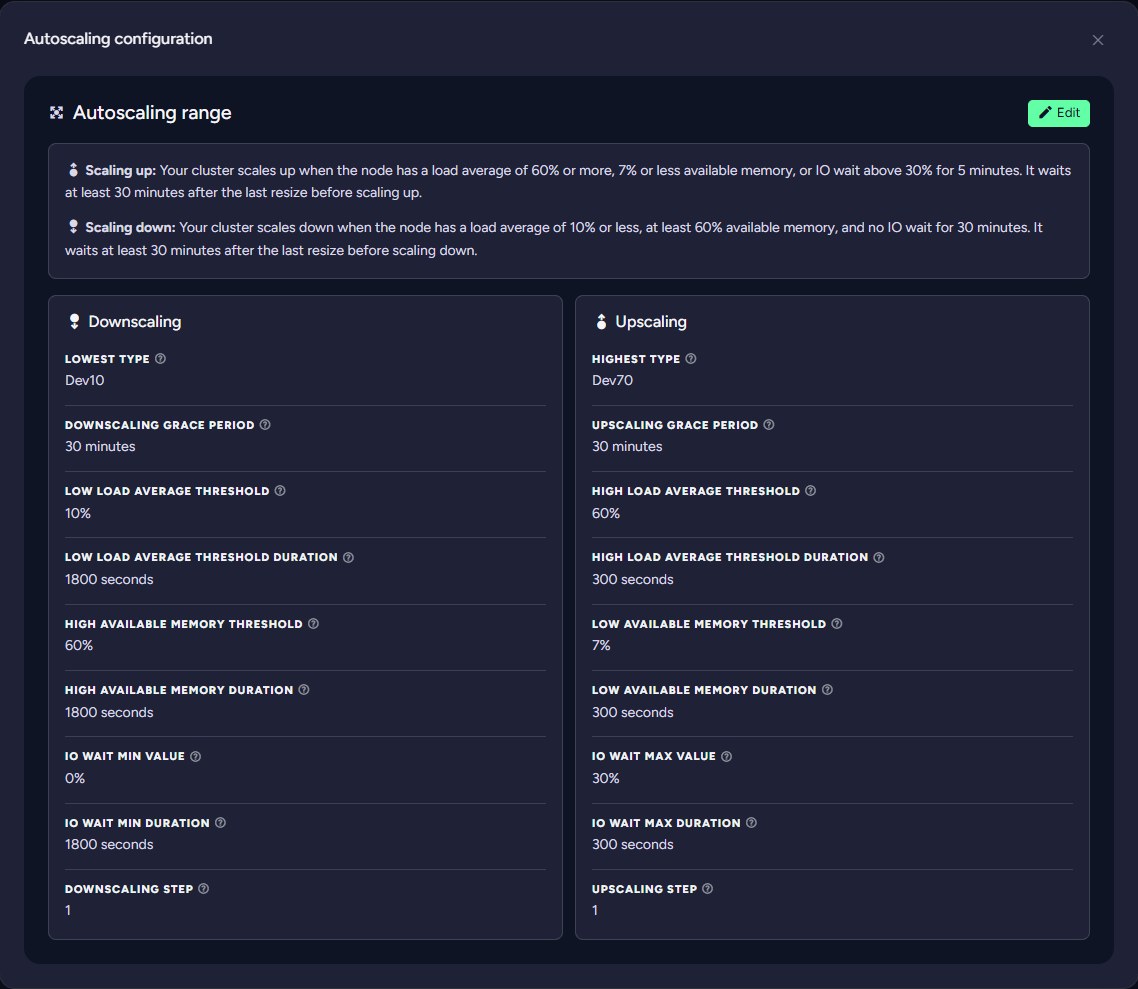 Autoscaling configuration
Autoscaling range
Edit
Scaling up: Your cluster scales up when the node has a load average of 60% or more, 7% or less available memory, or IO wait above 30% for 5 minutes. It waits
at least 30 minutes after the last resize before scaling up.
Scaling down: Your cluster scales down when the node has a load average of 10% or less, at least 60% available memory, and no IO wait for 30 minutes. It
waits at least 30 minutes after the last resize before scaling down.
Downscaling
LOWEST TYPE
Dev10
DOWNSCALING GRACE PERIOD
30 minutes
LOW LOAD AVERAGE THRESHOLD
10%
LOW LOAD AVERAGE THRESHOLD DURATION
1800 seconds
HIGH AVAILABLE MEMORY THRESHOLD
60%
HIGH AVAILABLE MEMORY DURATION
1800 seconds
IO WAIT MIN VALUE
0%
IO WAIT MIN DURATION
1800 seconds
DOWNSCALING STEP
1
Upscaling
HIGHEST TYPE
Dev70
UPSCALING GRACE PERIOD
30 minutes
HIGH LOAD AVERAGE THRESHOLD
60%
HIGH LOAD AVERAGE THRESHOLD DURATION
300 seconds
LOW AVAILABLE MEMORY THRESHOLD
7%
LOW AVAILABLE MEMORY DURATION
300 seconds
IO WAIT MAX VALUE
30%
IO WAIT MAX DURATION
300 seconds
UPSCALING STEP
1